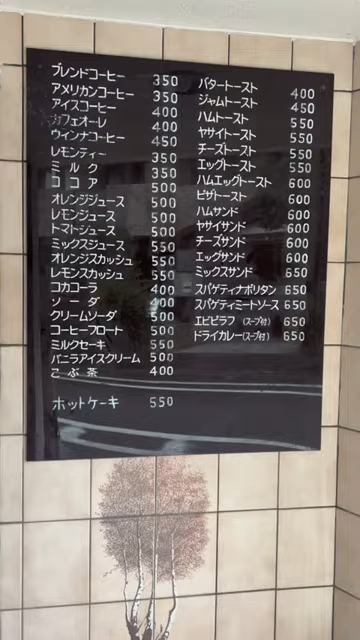 ブレンドコーヒー 350
アメリカンコーヒー 350
アイスコーヒー 400
カフェオーレ 400
ウィンナコーヒー 450
レモンティー 350
ミルク 350
ココア 500
オレンジジュース 500
レモンジュース 500
トマトジュース 500
ミックスジュース 550
オレンジスカッシュ 550
レモンスカッシュ 550
コカコーラ 400
ソーダ 400
クリームソーダ 500
コーヒーフロート 500
ミルクセーキ 550
バニラアイスクリーム 500
こぶ茶 400
ホットケーキ 550
バタートースト 400
ジャムトースト 450
ハムトースト 550
ヤサイトースト 550
チーズトースト 550
エッグトースト 550
ハムエッグトースト 600
ピザトースト 600
ハムサンド 600
ヤサイサンド 600
チーズサンド 600
エッグサンド 600
ミックスサンド 650
スパゲティナポリタン 650
スパゲティミートソース 650
エビピラフ(スープ付) 650
ドライカレー(スープ付) 650